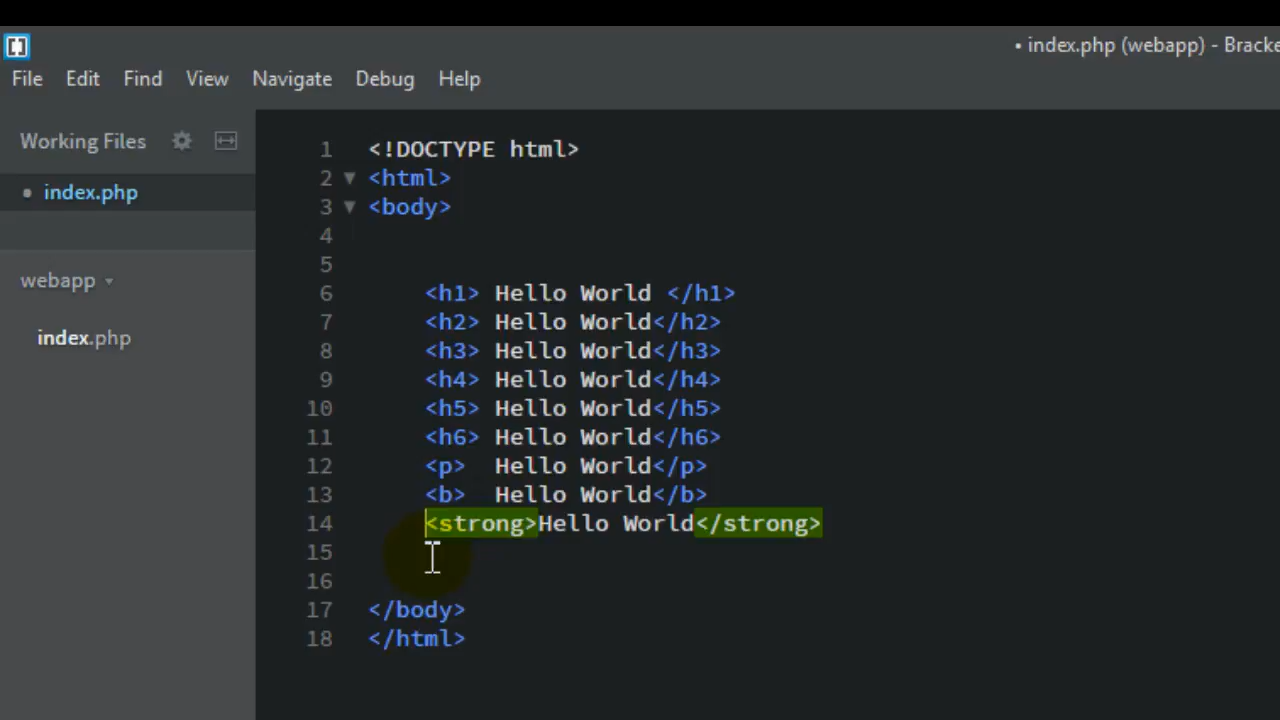 • index.php (webapp) - Bracke
File Edit Find View Navigate Debug Help
Working Files
• index.php
webapp
index.php
1 <!DOCTYPE html>
2 <html>
3 <body>
4
5
6 <h1> Hello World </h1>
7 <h2> Hello World</h2>
8 <h3> Hello World</h3>
9 <h4> Hello World</h4>
10 <h5> Hello World</h5>
11 <h6> Hello World</h6>
12 <p>  Hello World</p>
13 <b>  Hello World</b>
14 <strong>Hello World</strong>
15
16
17 </body>
18 </html>